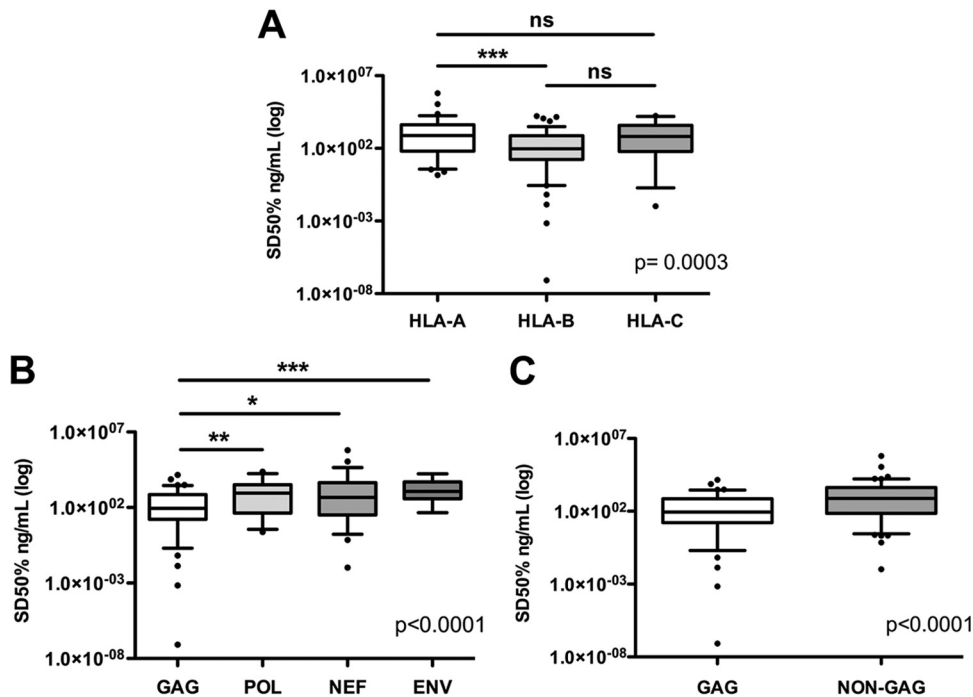 A
ns
***
ns
SD50% ng/mL (log)
1.0×10⁰⁷
1.0×10⁰²
1.0×10⁻⁰³
1.0×10⁻⁰⁸
p= 0.0003
HLA-A HLA-B HLA-C
B
***
*
**
SD50% ng/mL (log)
1.0×10⁰⁷
1.0×10⁰²
1.0×10⁻⁰³
1.0×10⁻⁰⁸
p<0.0001
GAG POL NEF ENV
C
SD50% ng/mL (log)
1.0×10⁰⁷
1.0×10⁰²
1.0×10⁻⁰³
1.0×10⁻⁰⁸
p<0.0001
GAG NON-GAG